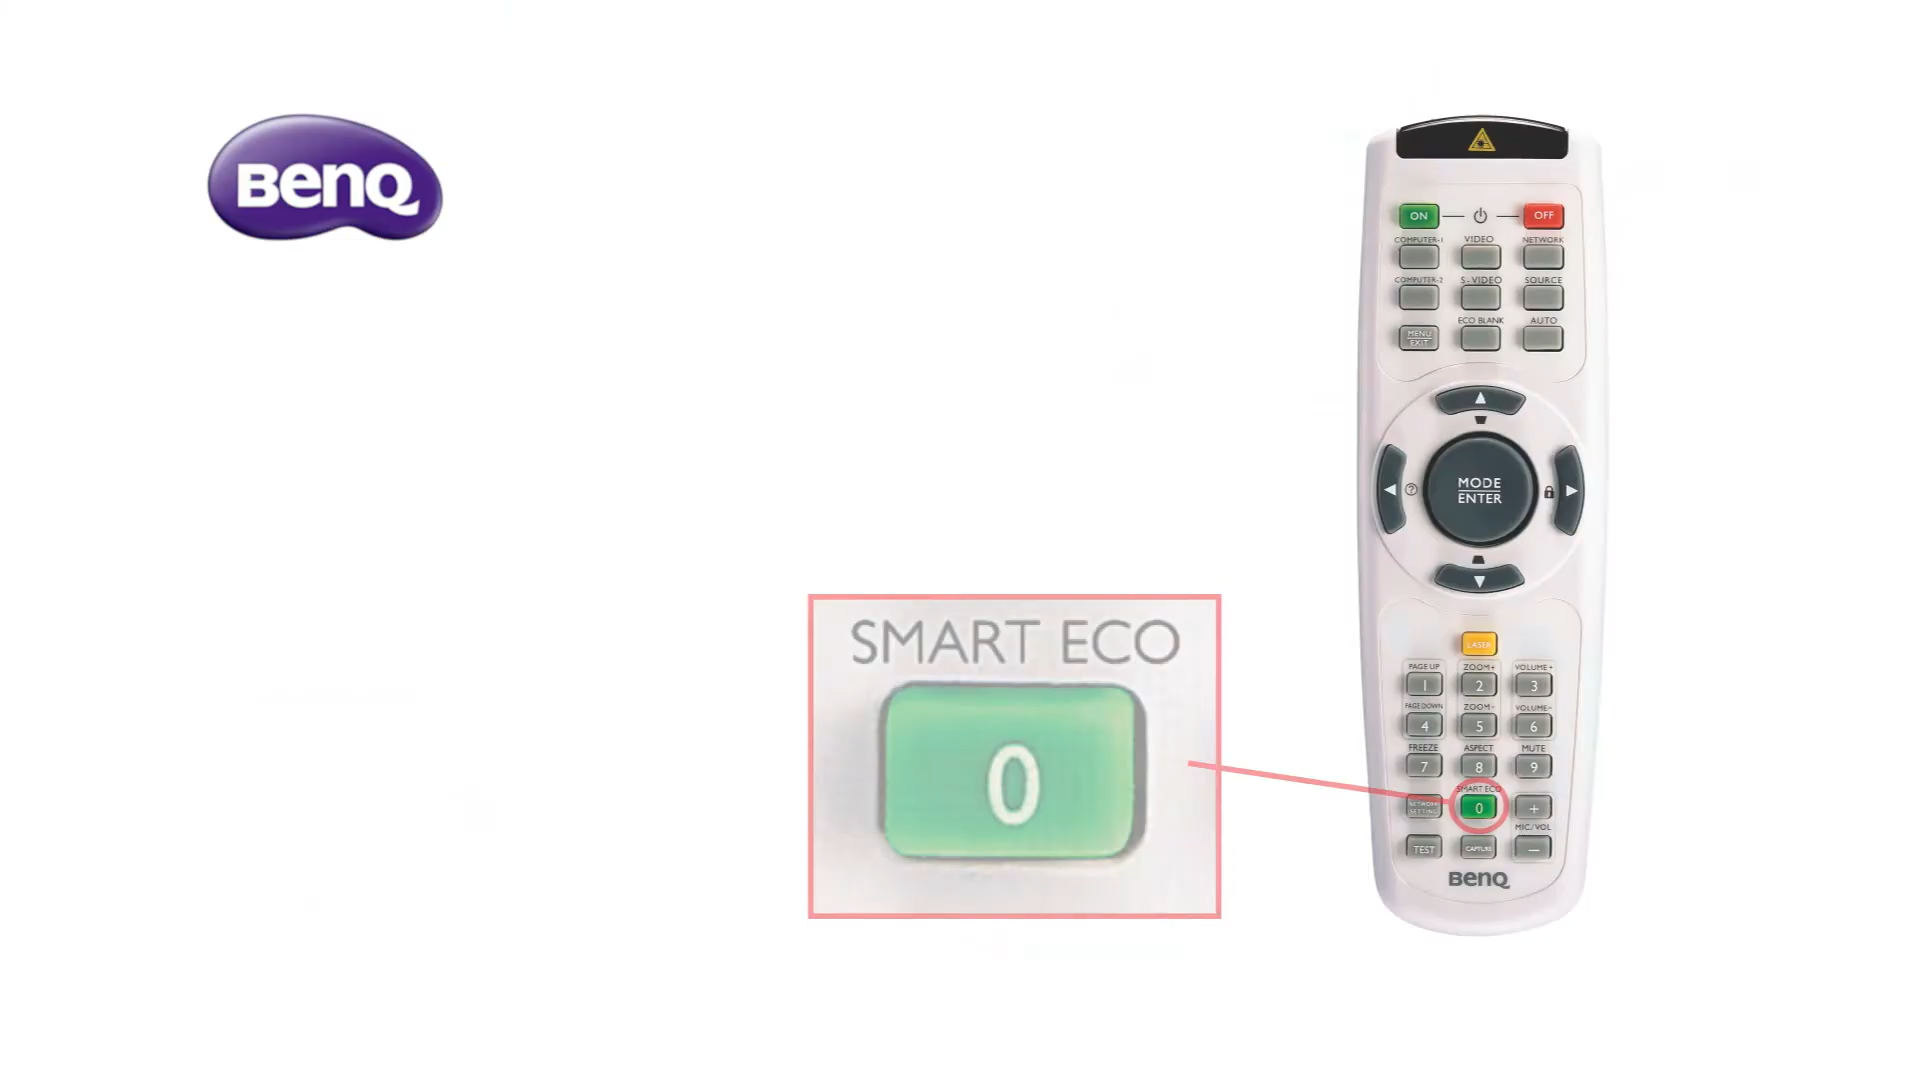 BenQ
ON OFF
COMPUTER-1 VIDEO NETWORK
COMPUTER-2 S-VIDEO SOURCE
ECO BLANK AUTO
MENU
EXIT
MODE
ENTER
LASER
PAGE UP ZOOM+ VOLUME+
1 2 3
PAGE DOWN ZOOM- VOLUME-
4 5 6
FREEZE ASPECT MUTE
7 8 9
SMART ECO
NETWORK
SETTING
0 +
MIC/VOL
TEST CAPTURE −
BenQ
SMART ECO
0